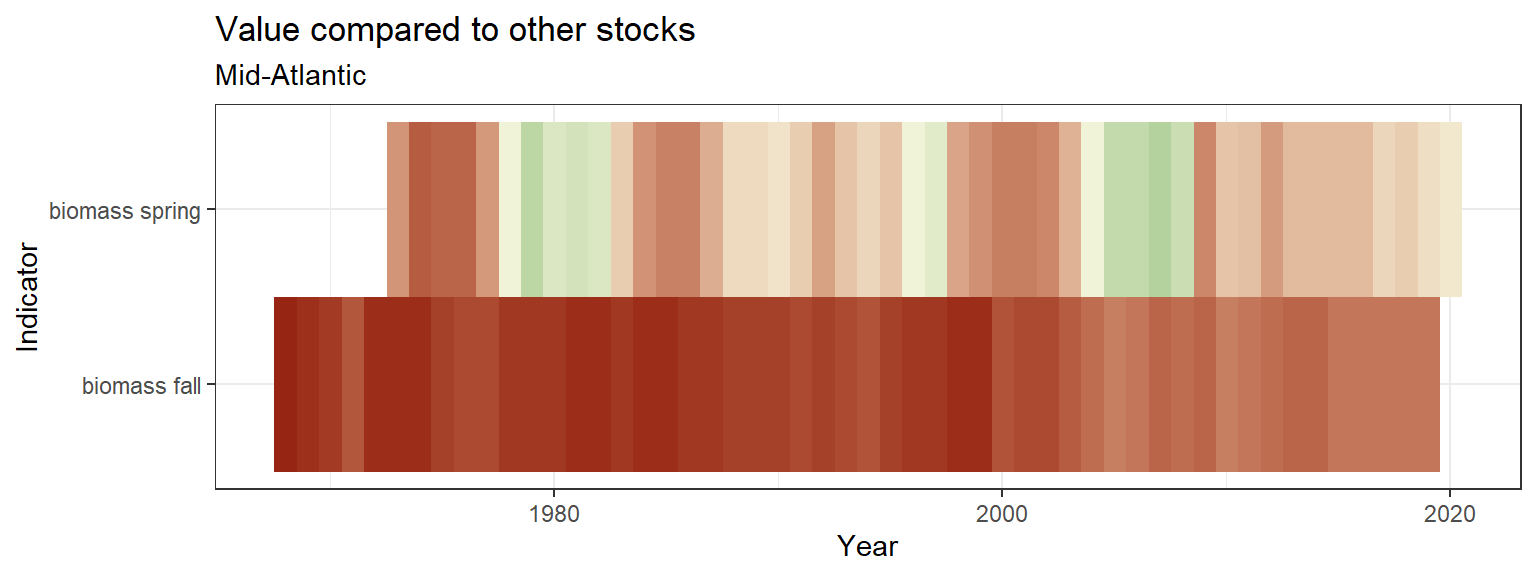 Value compared to other stocks
Mid-Atlantic
Indicator
biomass spring
biomass fall
1980
2000
2020
Year